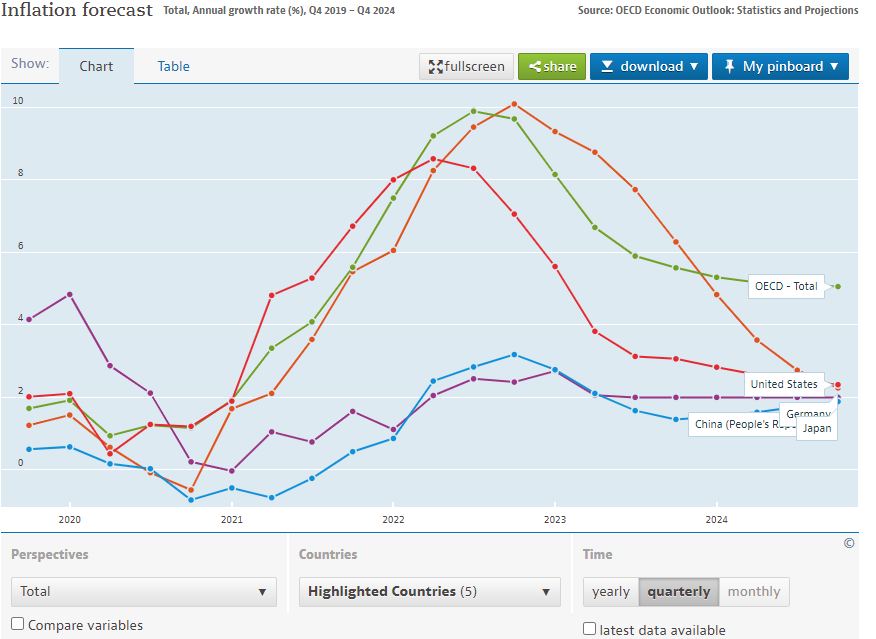 Inflation forecast Total, Annual growth rate (%), Q4 2019 – Q4 2024 Source: OECD Economic Outlook: Statistics and Projections
Show: Chart Table fullscreen share download ▼ My pinboard ▼
10
8
6
4
2
0
OECD - Total
United States
Germany
China (People's
Japan
2020 2021 2022 2023 2024
©
Perspectives Countries Time
Total ▼ Highlighted Countries (5) ▼ yearly quarterly monthly
Compare variables latest data available